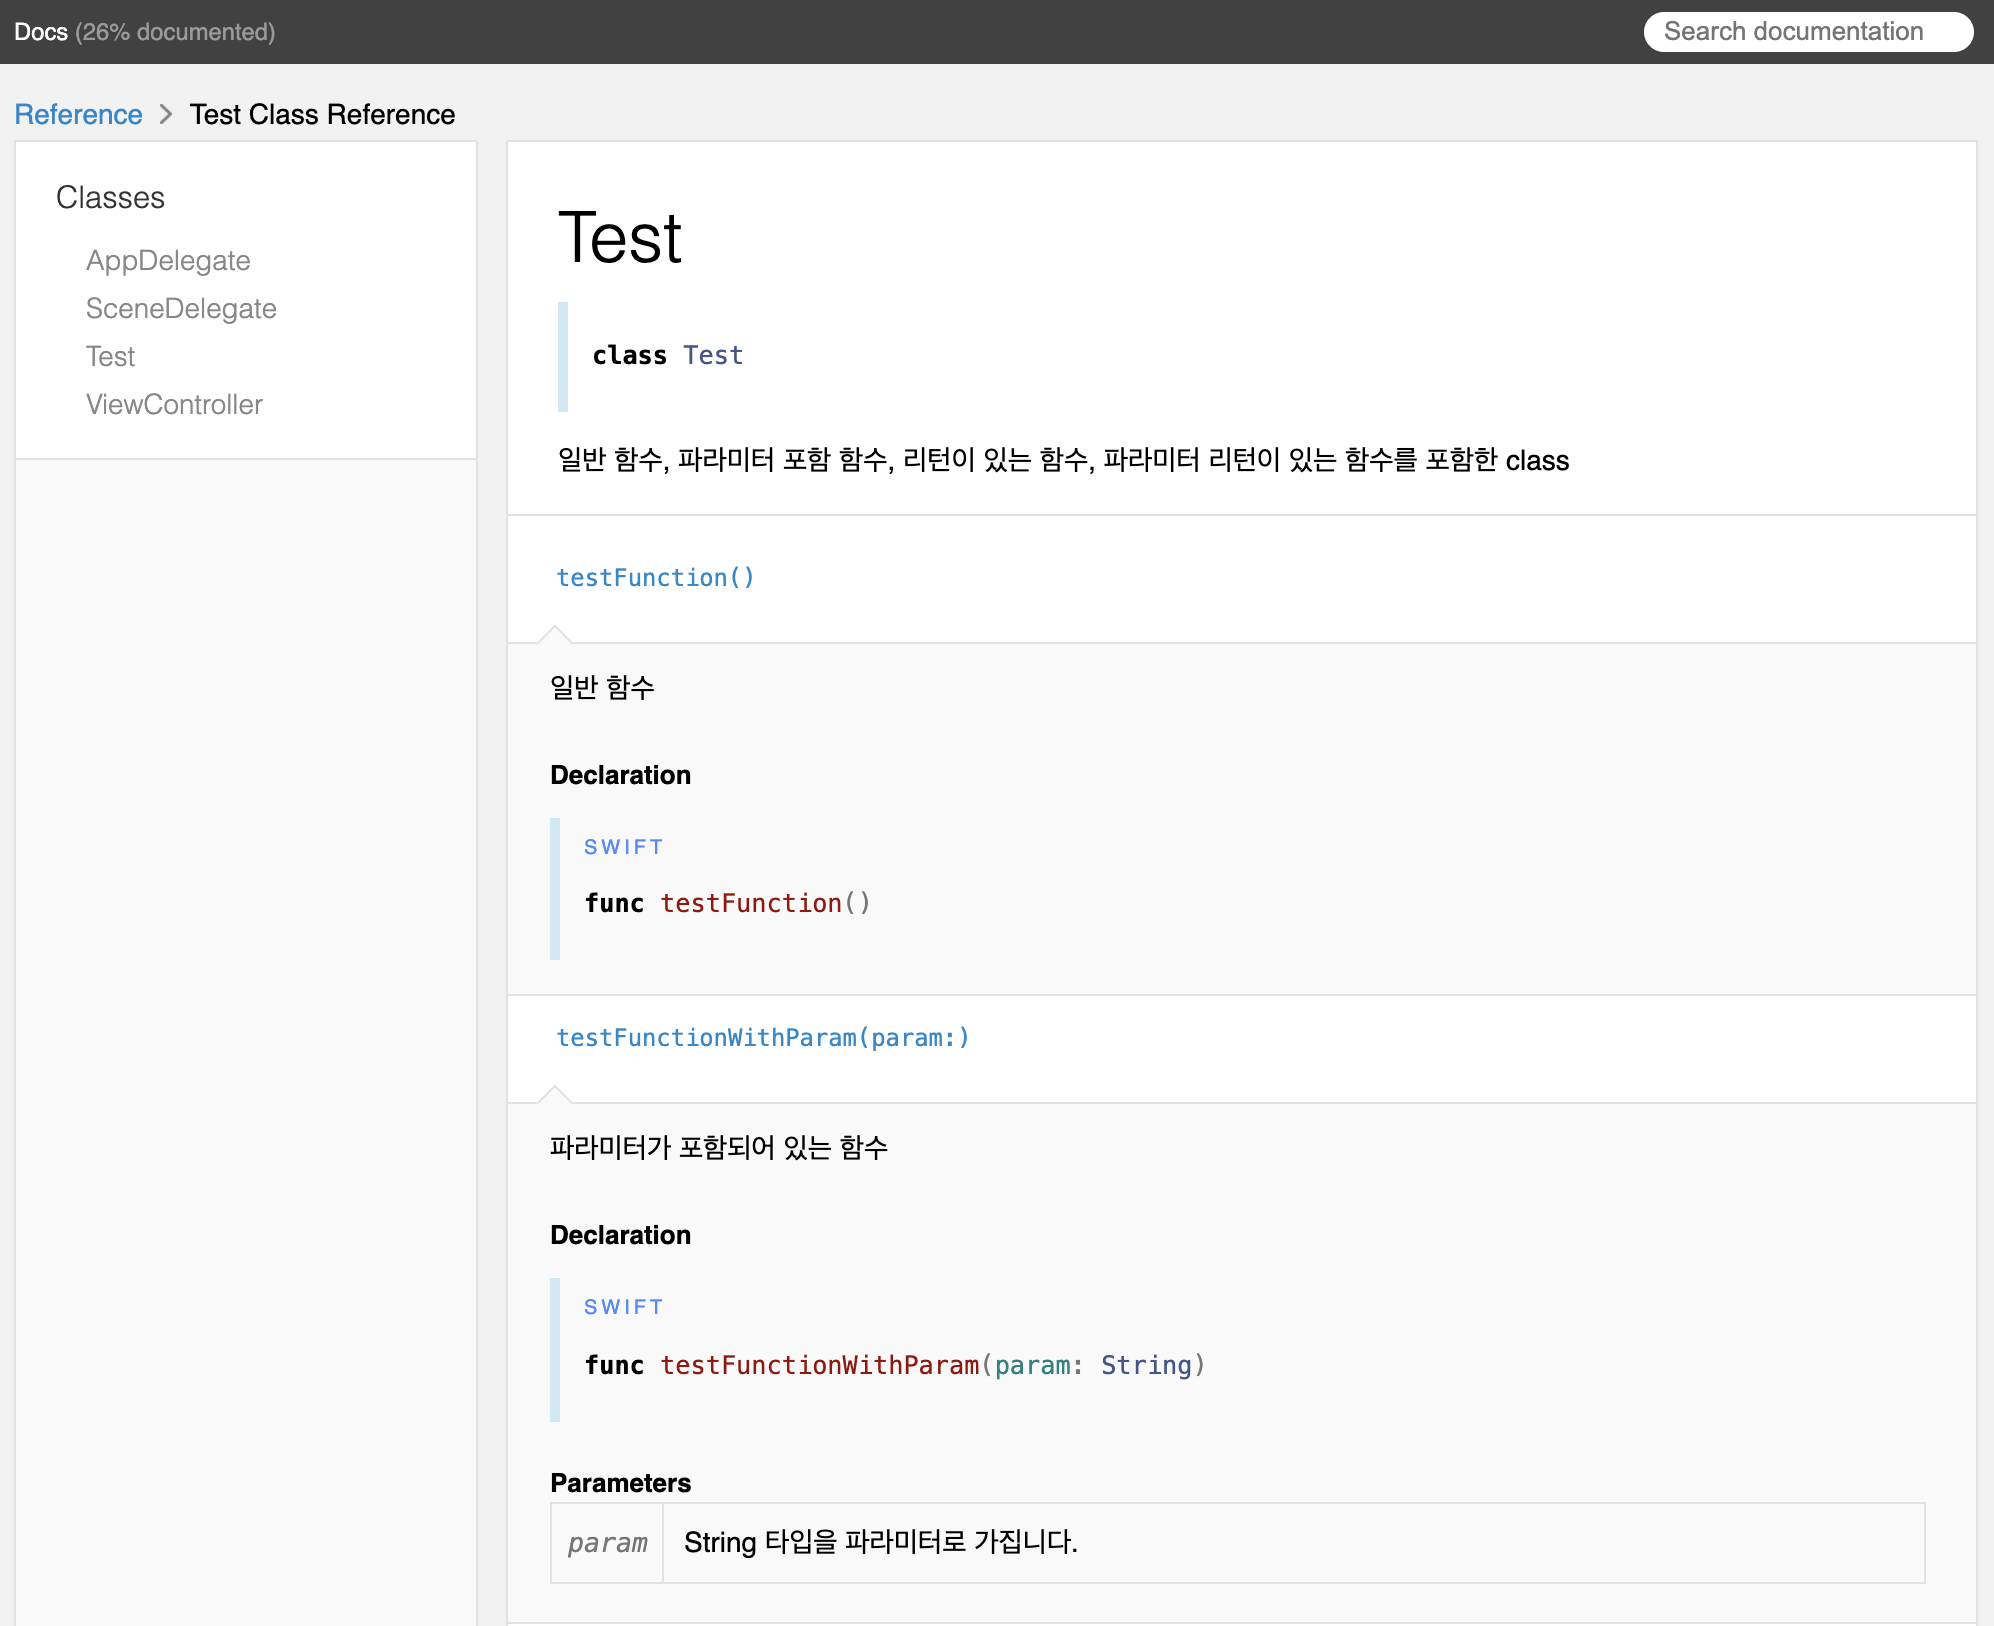 Docs (26% documented)
Search documentation
Reference > Test Class Reference
Classes
AppDelegate
SceneDelegate
Test
ViewController
Test
class Test
일반 함수, 파라미터 포함 함수, 리턴이 있는 함수, 파라미터 리턴이 있는 함수를 포함한 class
testFunction()
일반 함수
Declaration
SWIFT
func testFunction()
testFunctionWithParam(param:)
파라미터가 포함되어 있는 함수
Declaration
SWIFT
func testFunctionWithParam(param: String)
Parameters
param
String 타입을 파라미터로 가집니다.